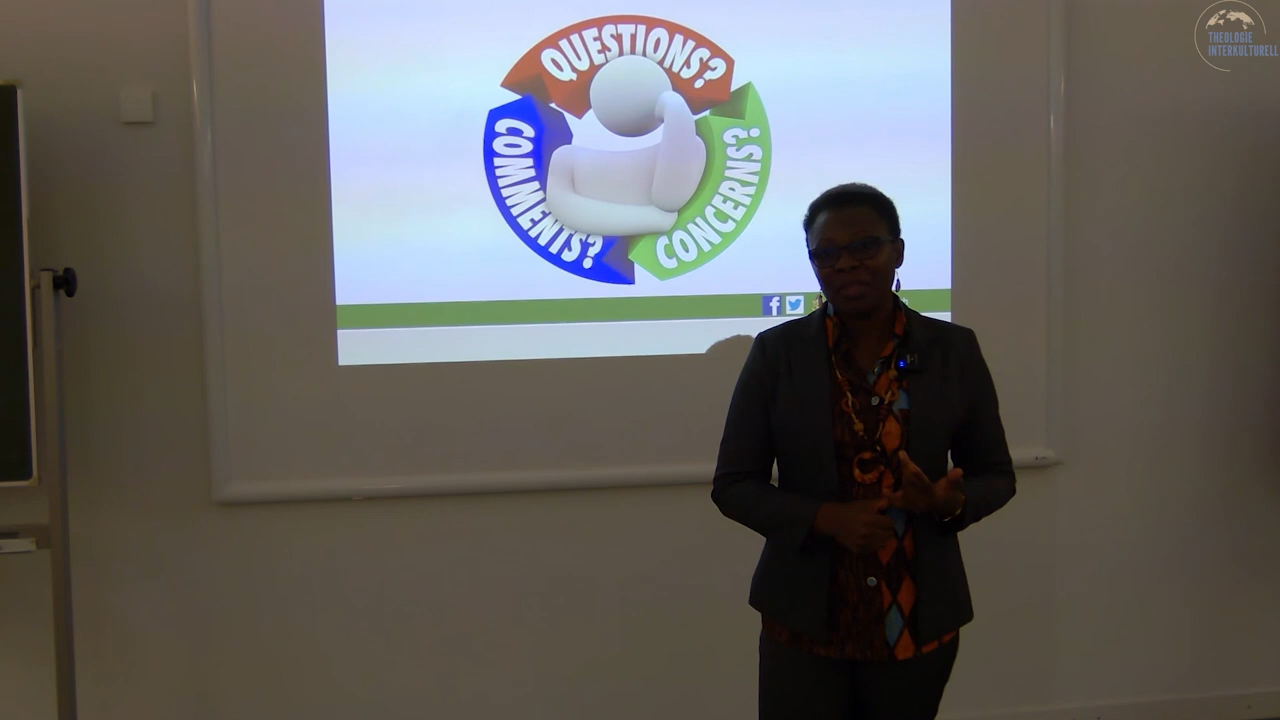 THEOLOGIE
INTERKULTURELL
QUESTIONS?
COMMENTS?
CONCERNS?
f